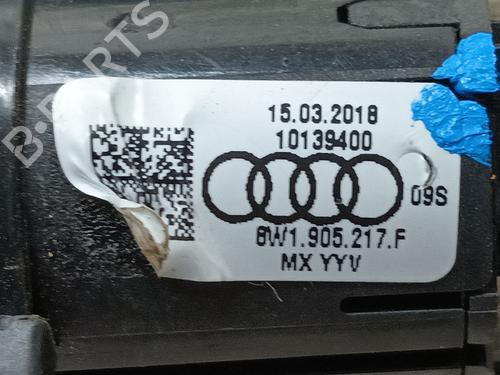 B-PARTS
15.03.2018
10139400
09S
8W1.905.217.F
MX YYV